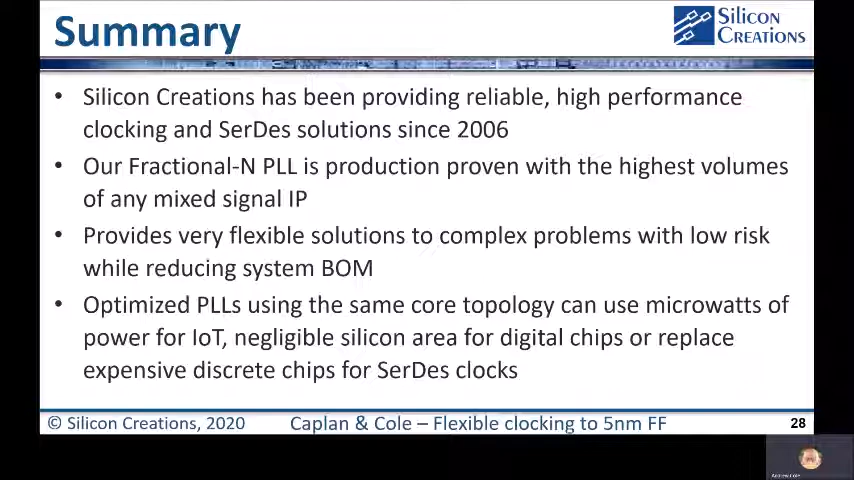 Summary
Silicon
Creations
• Silicon Creations has been providing reliable, high performance
clocking and SerDes solutions since 2006
• Our Fractional-N PLL is production proven with the highest volumes
of any mixed signal IP
• Provides very flexible solutions to complex problems with low risk
while reducing system BOM
• Optimized PLLs using the same core topology can use microwatts of
power for IoT, negligible silicon area for digital chips or replace
expensive discrete chips for SerDes clocks
© Silicon Creations, 2020 Caplan & Cole – Flexible clocking to 5nm FF 28
Andrew Cole